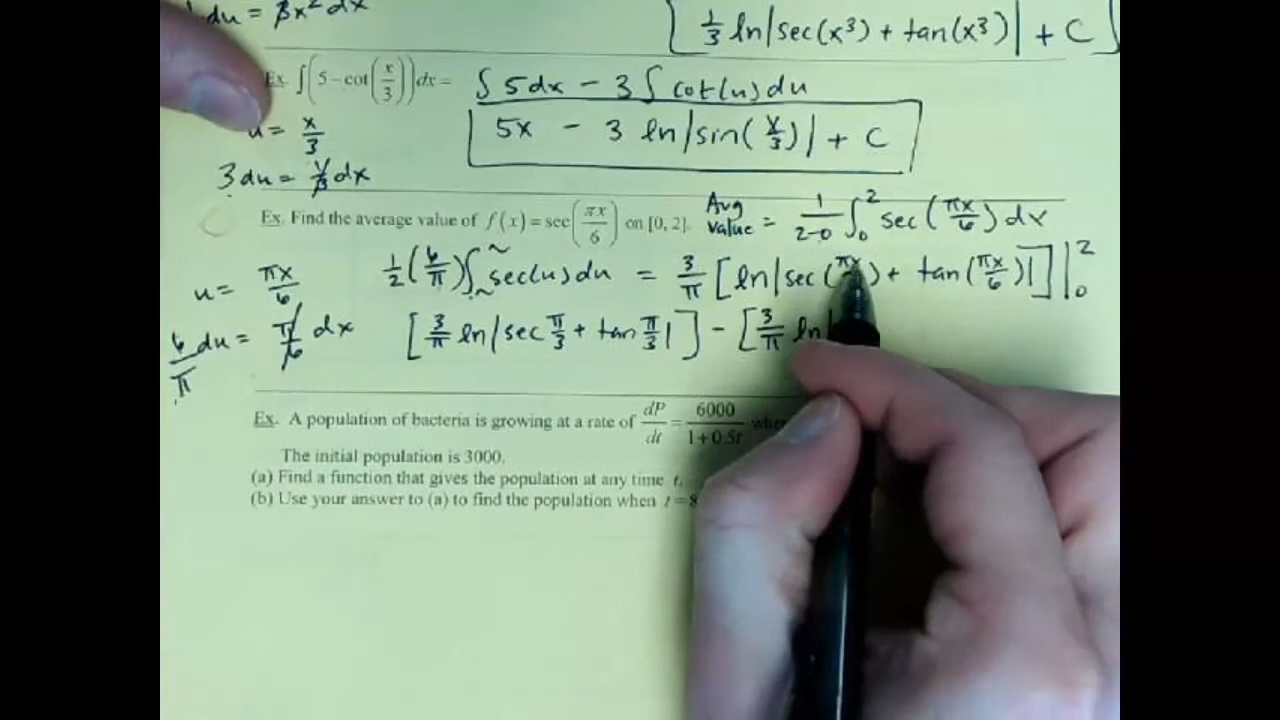 du = 3x² dx
⅓ ln|sec(x³) + tan(x³)| + C
Ex. ∫(5 − cot(x/3))dx = ∫ 5dx − 3 ∫ cot(u) du
u = x/3
5x − 3 ln|sin(x/3)| + C
3 du = 1/3 dx
Ex. Find the average value of f(x) = sec(πx/6) on [0, 2]. Avg value = 1/(2-0) ∫₀² sec(πx/6) dx
u = πx/6
½(6/π)∫~~ sec(u) du = 3/π [ln|sec(πx/6) + tan(πx/6)|]|₀²
6/π du = π/6 dx
[3/π ln|sec π/3 + tan π/3|] − [3/π ln|
Ex. A population of bacteria is growing at a rate of dP/dt = 6000/(1+0.5t)
The initial population is 3000.
(a) Find a function that gives the population at any time t.
(b) Use your answer to (a) to find the population when t = 8